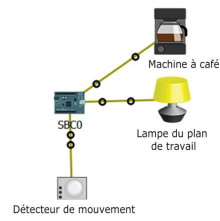 Machine à café
SBC0
Lampe du plan
de travail
Détecteur de mouvement